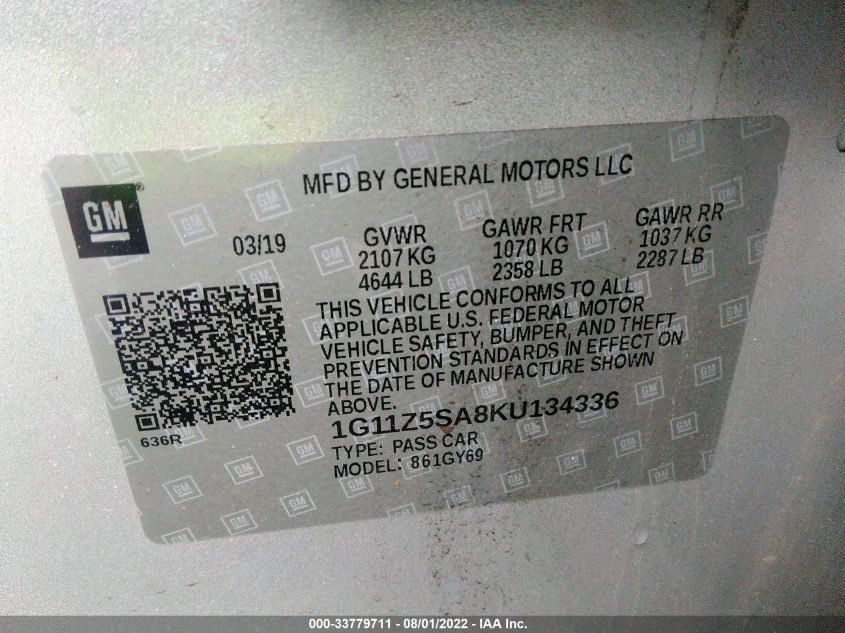 MFD BY GENERAL MOTORS LLC
GM
03/19
GVWR
2107 KG
4644 LB
GAWR FRT
1070 KG
2358 LB
GAWR RR
1037 KG
2287 LB
THIS VEHICLE CONFORMS TO ALL
APPLICABLE U.S. FEDERAL MOTOR
VEHICLE SAFETY, BUMPER, AND THEFT
PREVENTION STANDARDS IN EFFECT ON
THE DATE OF MANUFACTURE SHOWN
ABOVE.
636R
1G11Z5SA8KU134336
TYPE: PASS CAR
MODEL: 861GY69
000-33779711 - 08/01/2022 - IAA Inc.